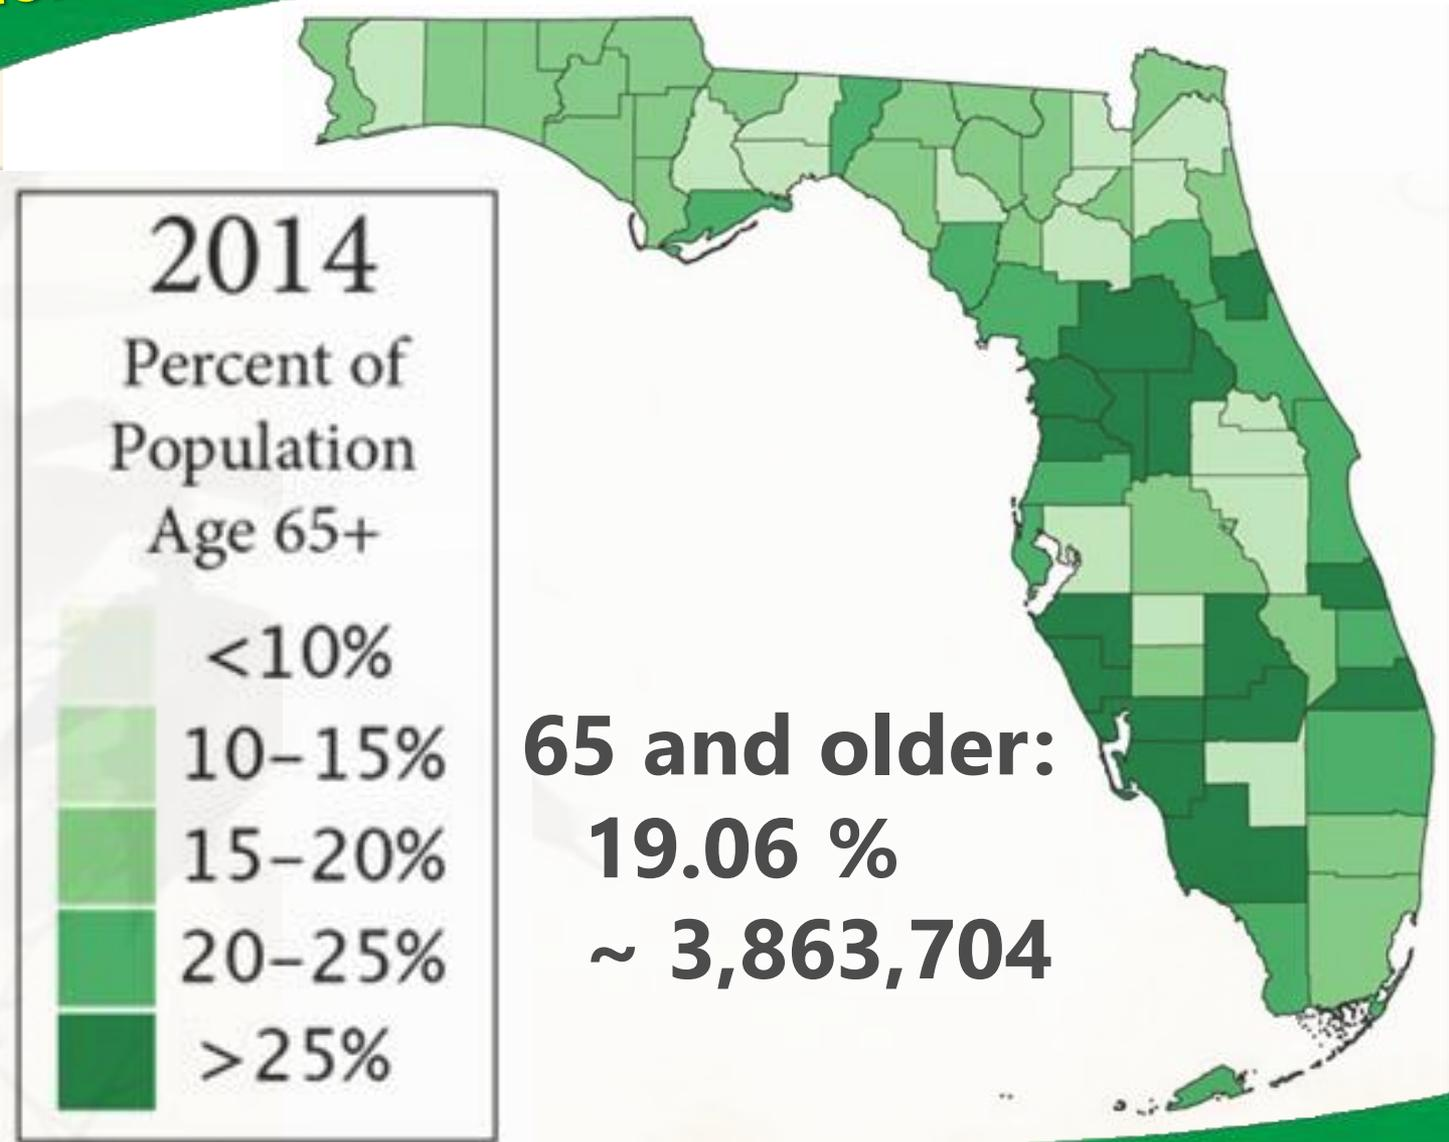 2014
Percent of
Population
Age 65+
<10%
10–15%
15–20%
20–25%
>25%
65 and older:
19.06 %
~ 3,863,704